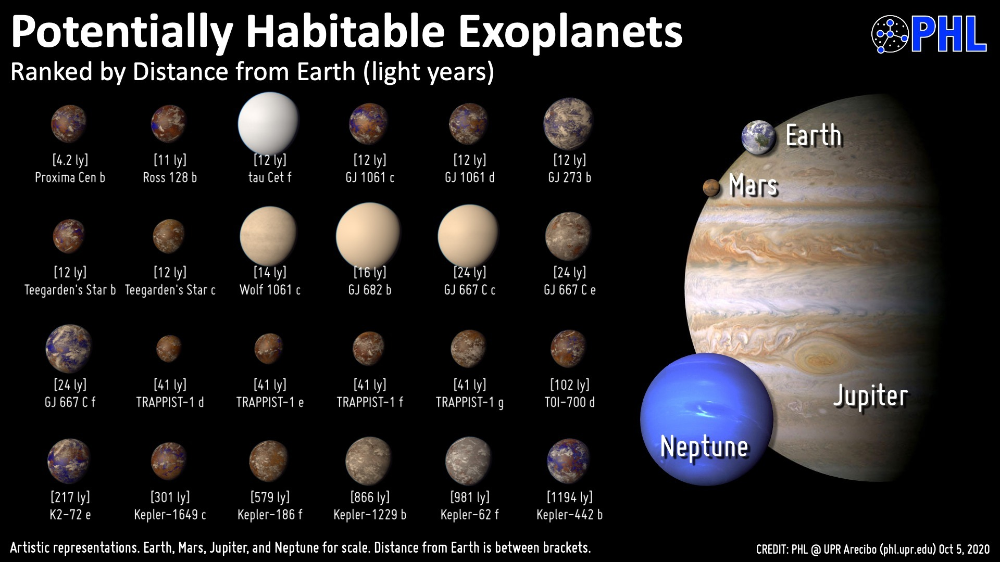 Potentially Habitable Exoplanets
PHL
Ranked by Distance from Earth (light years)
Earth
Mars
[4.2 ly] [11 ly] [12 ly] [12 ly] [12 ly] [12 ly]
Proxima Cen b Ross 128 b tau Cet f GJ 1061 c GJ 1061 d GJ 273 b
[12 ly] [12 ly] [14 ly] [16 ly] [24 ly] [24 ly]
Teegarden's Star b Teegarden's Star c Wolf 1061 c GJ 682 b GJ 667 C c GJ 667 C e
[24 ly] [41 ly] [41 ly] [41 ly] [41 ly] [102 ly]
GJ 667 C f TRAPPIST-1 d TRAPPIST-1 e TRAPPIST-1 f TRAPPIST-1 g TOI-700 d
Jupiter
Neptune
[217 ly] [301 ly] [579 ly] [866 ly] [981 ly] [1194 ly]
K2-72 e Kepler-1649 c Kepler-186 f Kepler-1229 b Kepler-62 f Kepler-442 b
Artistic representations. Earth, Mars, Jupiter, and Neptune for scale. Distance from Earth is between brackets.
CREDIT: PHL @ UPR Arecibo (phl.upr.edu) Oct 5, 2020